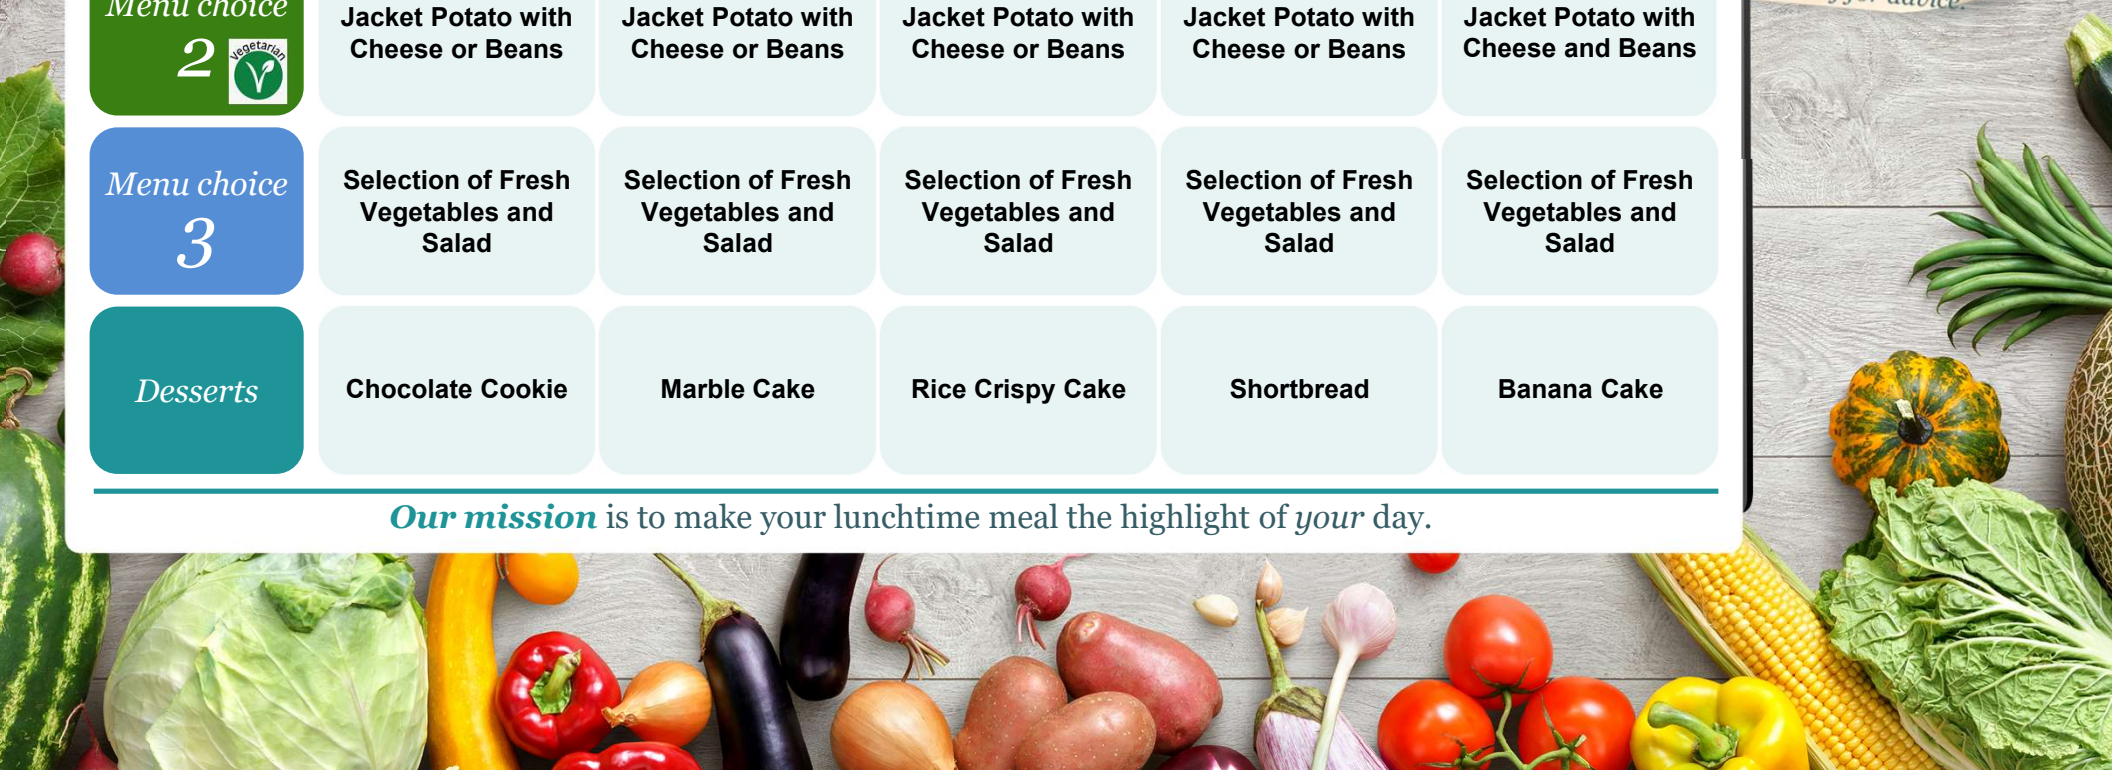 Menu choice
2
Vegetarian
Jacket Potato with
Cheese or Beans
Jacket Potato with
Cheese or Beans
Jacket Potato with
Cheese or Beans
Jacket Potato with
Cheese or Beans
Jacket Potato with
Cheese and Beans
for advice.
Menu choice
3
Selection of Fresh
Vegetables and
Salad
Selection of Fresh
Vegetables and
Salad
Selection of Fresh
Vegetables and
Salad
Selection of Fresh
Vegetables and
Salad
Selection of Fresh
Vegetables and
Salad
Desserts
Chocolate Cookie
Marble Cake
Rice Crispy Cake
Shortbread
Banana Cake
Our mission is to make your lunchtime meal the highlight of your day.